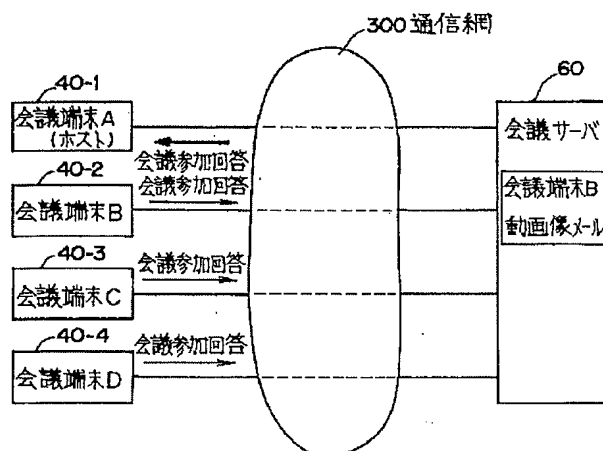 300通信網
40-1
60
会議端末A
(ホスト)
会議サーバ
会議参加回答
40-2
会議参加回答
会議端末B
会議端末B
動画像メール
40-3
会議参加回答
会議端末C
40-4
会議参加回答
会議端末D